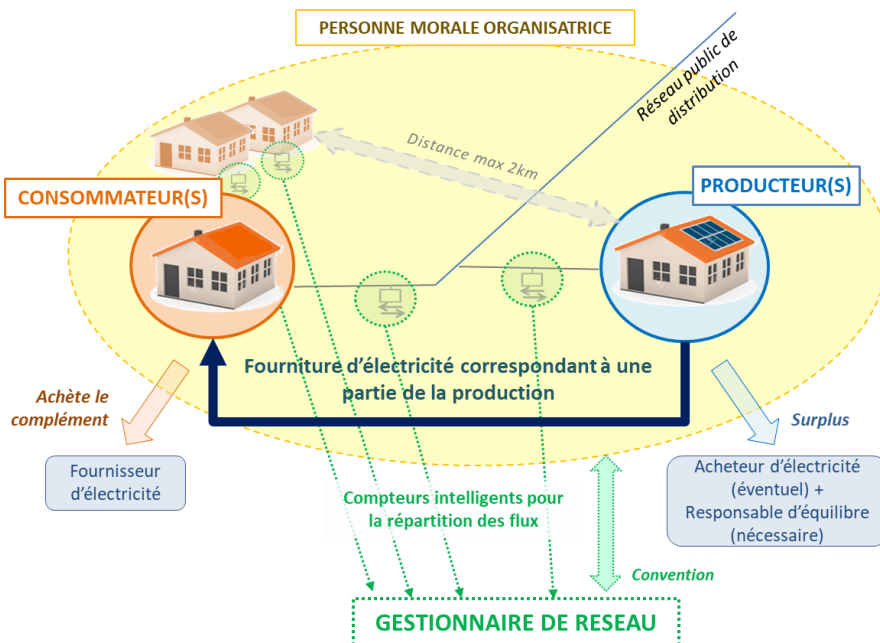 PERSONNE MORALE ORGANISATRICE
Réseau public de
distribution
Distance max 2km
CONSOMMATEUR(S)
PRODUCTEUR(S)
Fourniture d’électricité correspondant à une
partie de la production
Achète le
complément
Surplus
Fournisseur
d’électricité
Acheteur d’électricité
(éventuel) +
Responsable d’équilibre
(nécessaire)
Compteurs intelligents pour
la répartition des flux
Convention
GESTIONNAIRE DE RESEAU